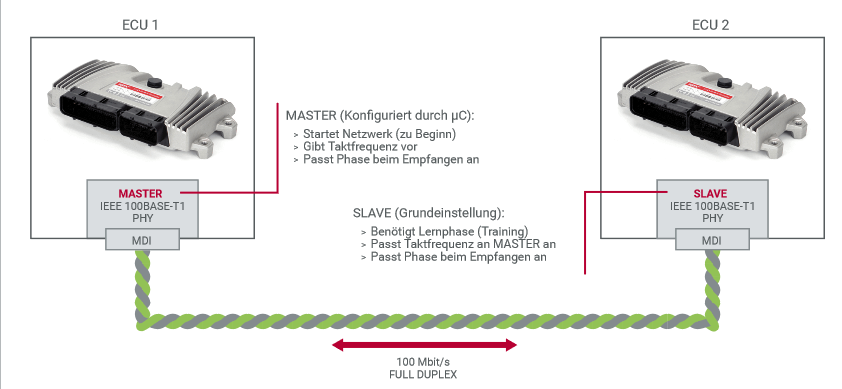 ECU 1
ECU 2
MASTER (Konfiguriert durch µC):
> Startet Netzwerk (zu Beginn)
> Gibt Taktfrequenz vor
> Passt Phase beim Empfangen an
MASTER
IEEE 100BASE-T1
PHY
MDI
SLAVE (Grundeinstellung):
> Benötigt Lernphase (Training)
> Passt Taktfrequenz an MASTER an
> Passt Phase beim Empfangen an
SLAVE
IEEE 100BASE-T1
PHY
MDI
100 Mbit/s
FULL DUPLEX